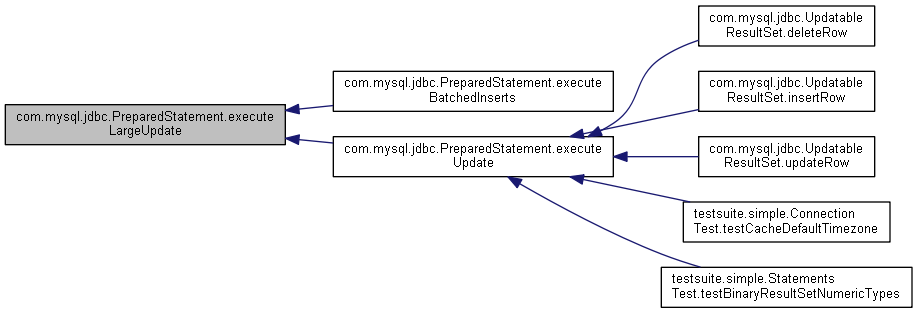 com.mysql.jdbc.Updatable
ResultSet.deleteRow
com.mysql.jdbc.PreparedStatement.execute
BatchedInserts
com.mysql.jdbc.Updatable
ResultSet.insertRow
com.mysql.jdbc.PreparedStatement.execute
LargeUpdate
com.mysql.jdbc.PreparedStatement.execute
Update
com.mysql.jdbc.Updatable
ResultSet.updateRow
testsuite.simple.Connection
Test.testCacheDefaultTimezone
testsuite.simple.Statements
Test.testBinaryResultSetNumericTypes